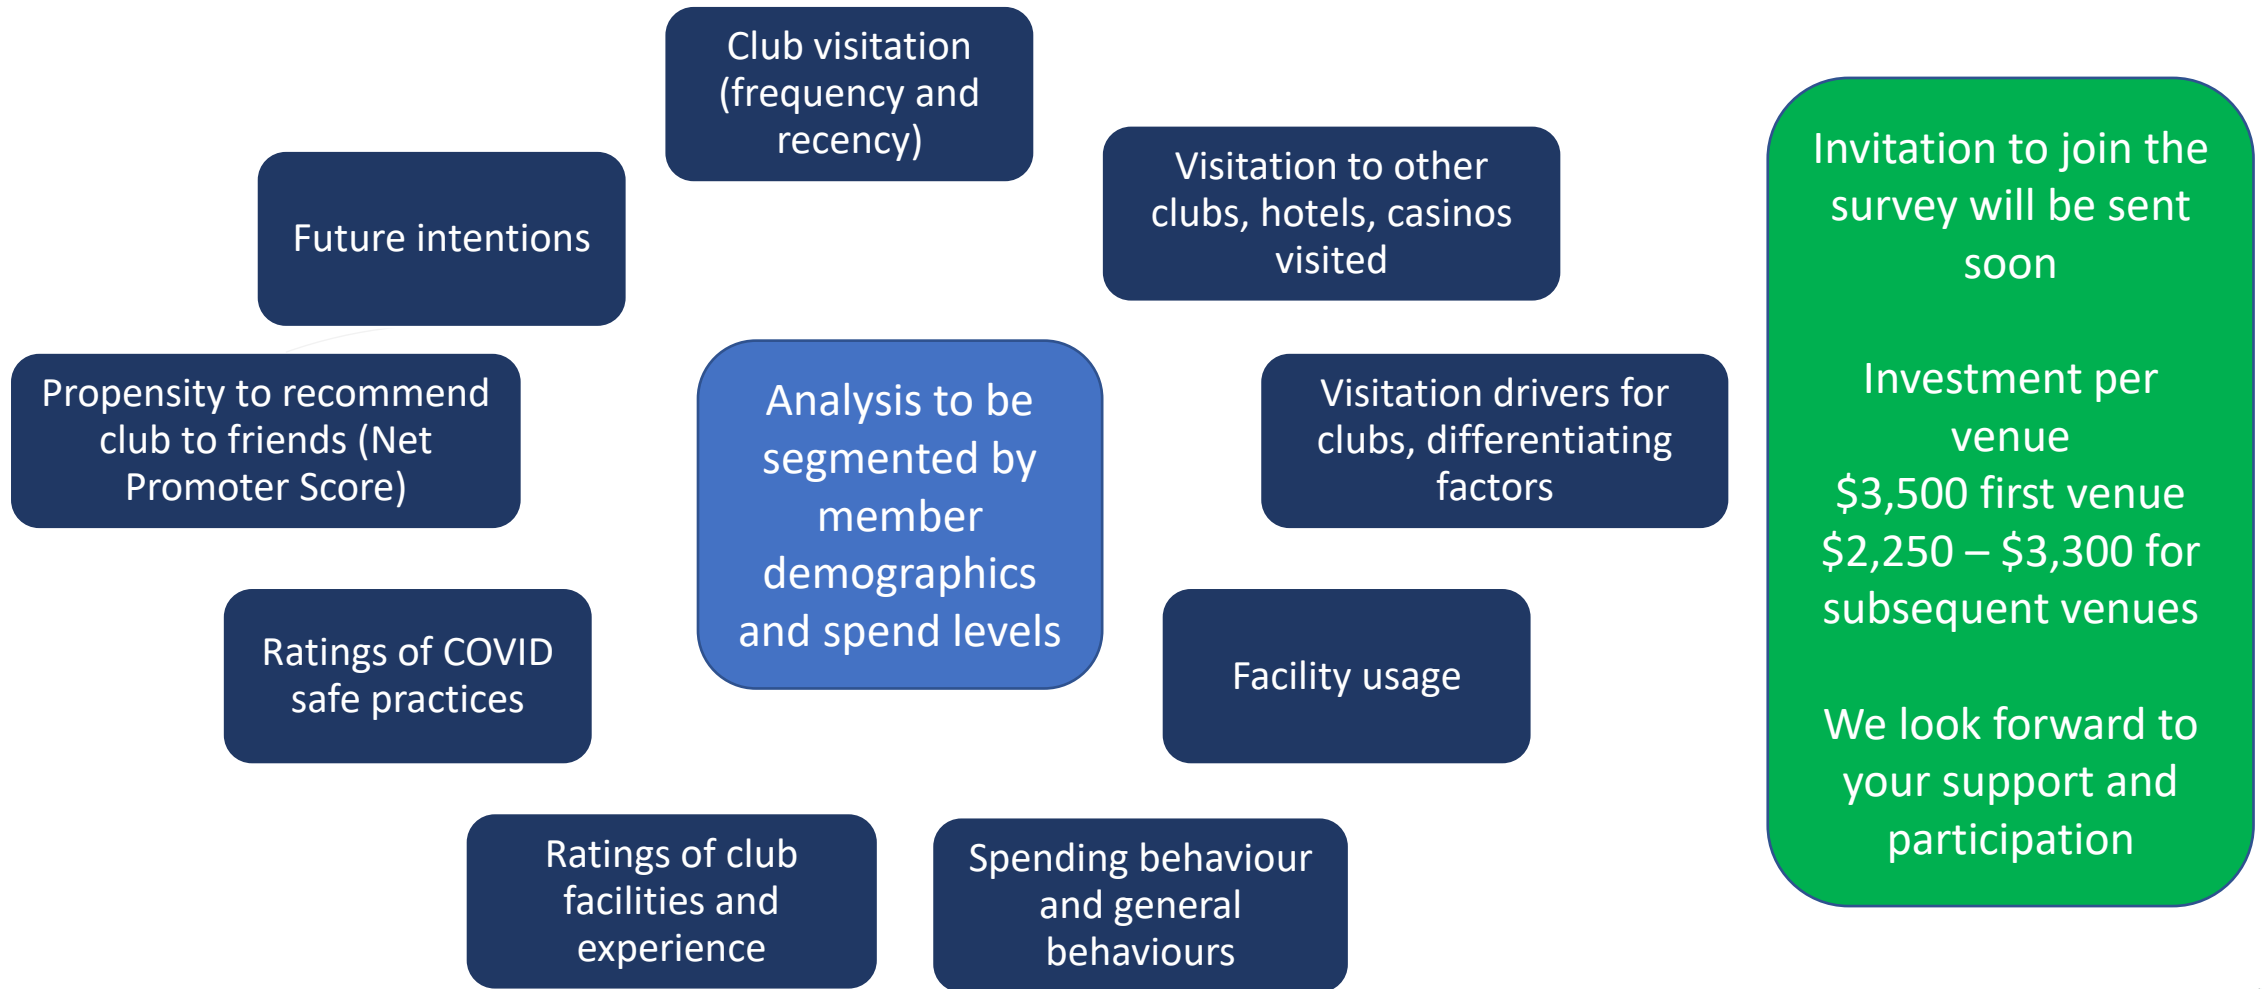 Club visitation
(frequency and
recency)
Visitation to other
clubs, hotels, casinos
visited
Visitation drivers for
clubs, differentiating
factors
Facility usage
Spending behaviour
and general
behaviours
Ratings of club
facilities and
experience
Ratings of COVID
safe practices
Propensity to recommend
club to friends (Net
Promoter Score)
Future intentions
Analysis to be
segmented by
member
demographics
and spend levels
Invitation to join the
survey will be sent
soon
Investment per
venue
$3,500 first venue
$2,250 – $3,300 for
subsequent venues
We look forward to
your support and
participation